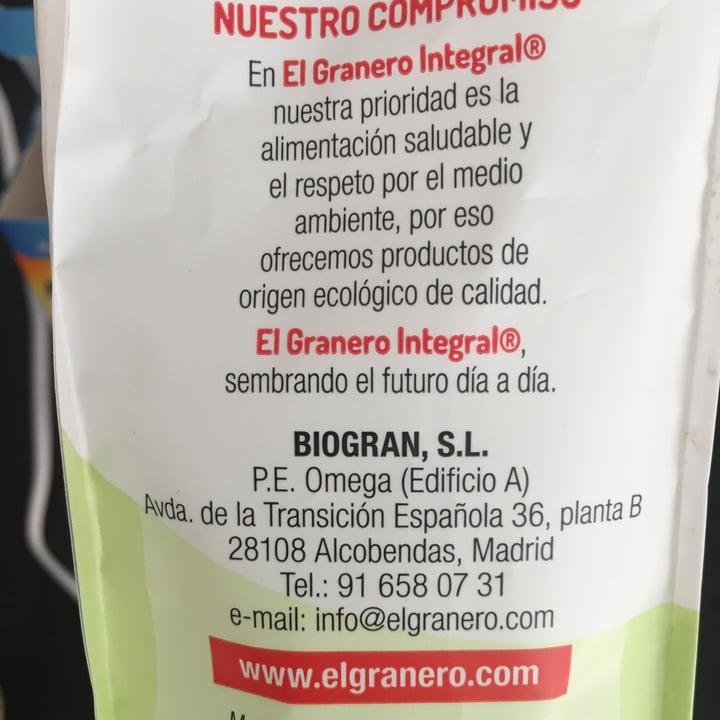 NUESTRO COMPROMISO
En El Granero Integral®
nuestra prioridad es la
alimentación saludable y
el respeto por el medio
ambiente, por eso
ofrecemos productos de
origen ecológico de calidad.
El Granero Integral®,
sembrando el futuro día a día.
BIOGRAN, S.L.
P.E. Omega (Edificio A)
Avda. de la Transición Española 36, planta B
28108 Alcobendas, Madrid
Tel.: 91 658 07 31
e-mail: info@elgranero.com
www.elgranero.com